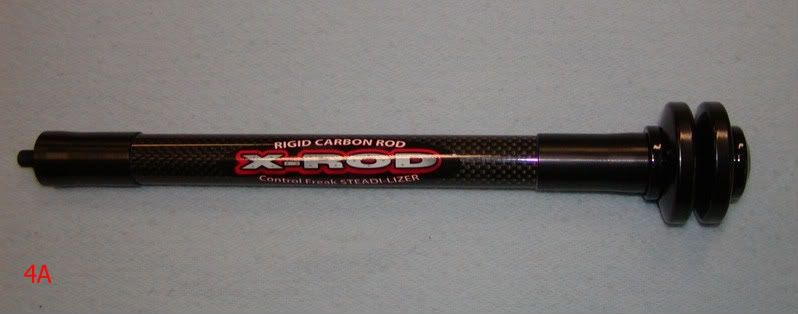 RIGID CARBON ROD
X-ROD
Control Freak STEADI-LIZER
4A